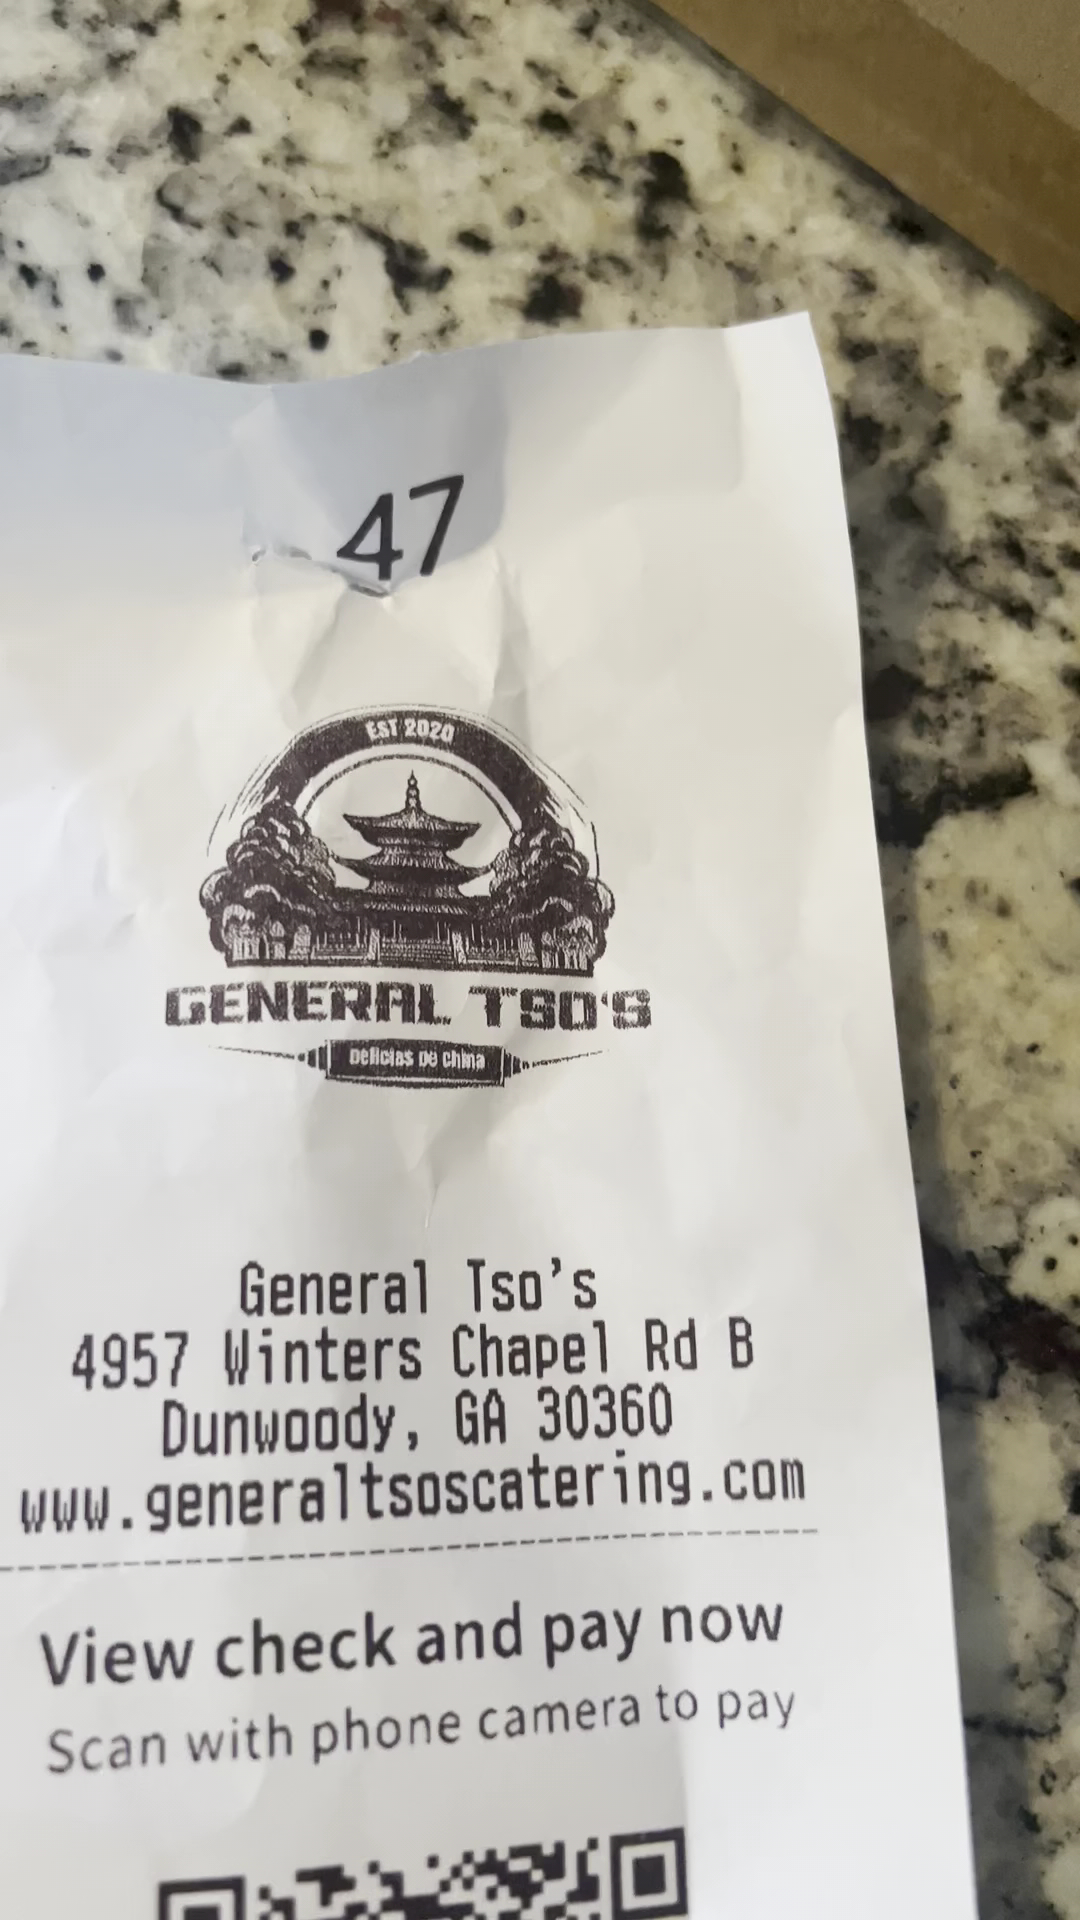 47
EST 2020
GENERAL TSO'S
Delicias De China
General Tso's
4957 Winters Chapel Rd B
Dunwoody, GA 30360
www.generaltsoscatering.com
View check and pay now
Scan with phone camera to pay